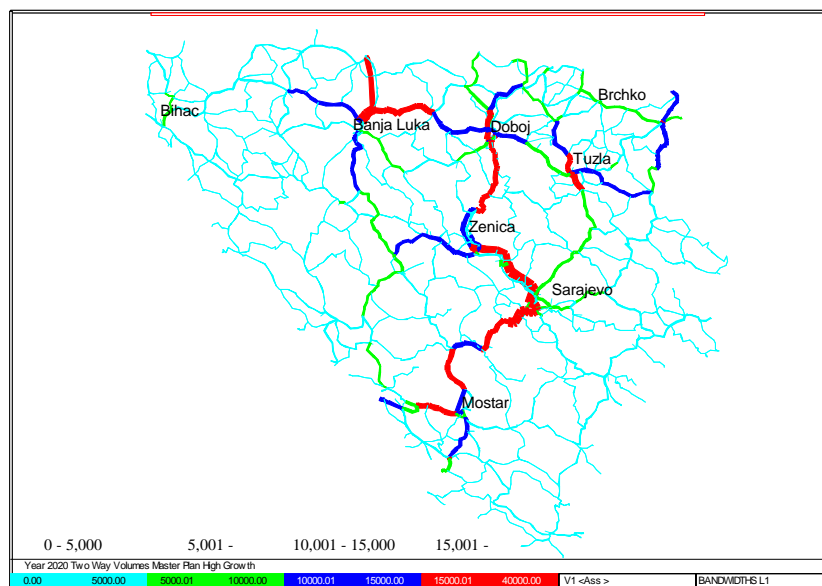 Brchko
Bihac
Banja Luka
Doboj
Tuzla
Zenica
Sarajevo
Mostar
0 - 5,000 5,001 - 10,001 - 15,000 15,001 -
Year 2020 Two Way Volumes Master Plan High Growth
0.00 5000.00 5000.01 10000.00 10000.01 15000.00 15000.01 40000.00 V1 <Ass > BANDWIDTHS L1